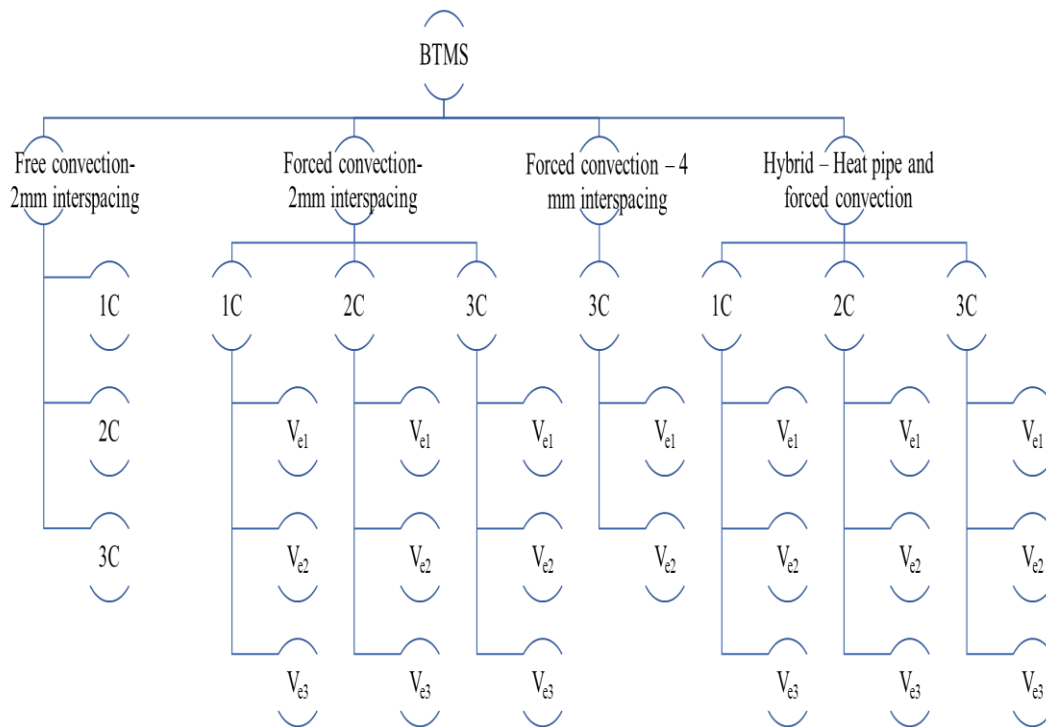 BTMS
Free convection-
2mm interspacing
Forced convection-
2mm interspacing
Forced convection – 4
mm interspacing
Hybrid – Heat pipe and
forced convection
1C
2C
3C
1C
2C
3C
3C
1C
2C
3C
Ve1
Ve1
Ve1
Ve1
Ve1
Ve1
Ve1
Ve2
Ve2
Ve2
Ve2
Ve2
Ve2
Ve2
Ve3
Ve3
Ve3
Ve3
Ve3
Ve3